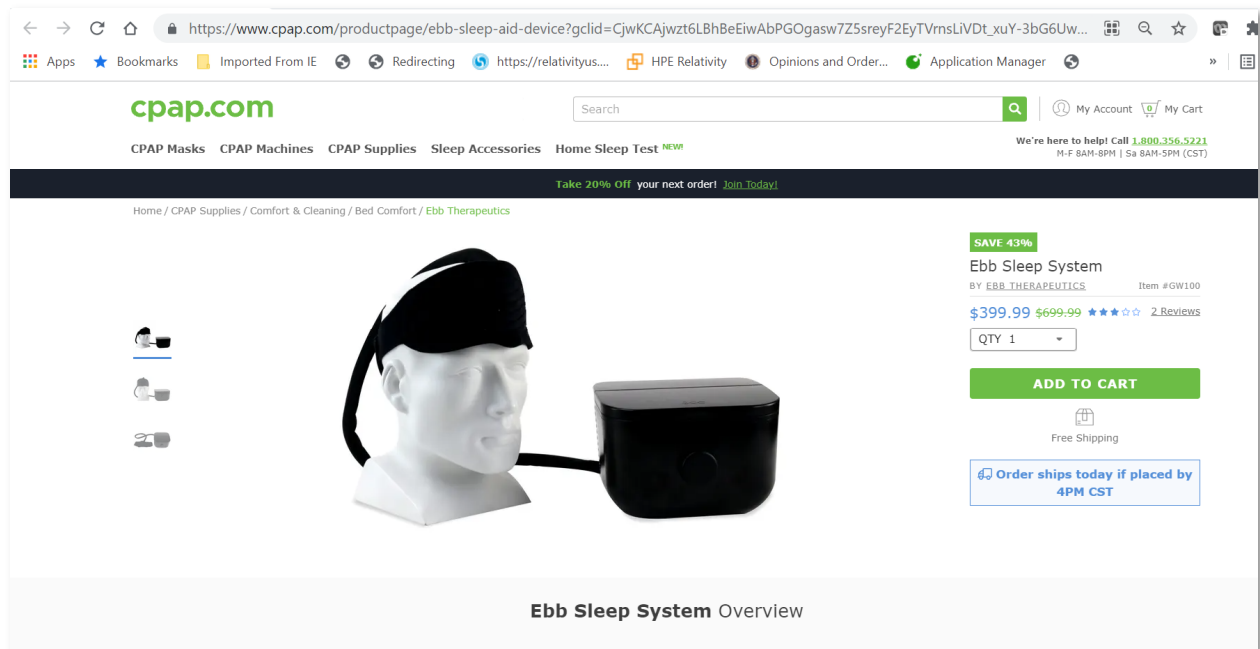 https://www.cpap.com/productpage/ebb-sleep-aid-device?gclid=CjwKCAjwzt6LBhBeEiwAbPGOgasw7Z5sreyF2EyTVrnsLiVDt_xuY-3bG6Uw...
Apps Bookmarks Imported From IE Redirecting https://relativityus.... HPE Relativity Opinions and Order... Application Manager »
cpap.com
Search
My Account 0 My Cart
CPAP Masks CPAP Machines CPAP Supplies Sleep Accessories Home Sleep Test NEW!
We're here to help! Call 1.800.356.5221
M-F 8AM-8PM | Sa 8AM-5PM (CST)
Take 20% Off your next order! Join Today!
Home / CPAP Supplies / Comfort & Cleaning / Bed Comfort / Ebb Therapeutics
SAVE 43%
Ebb Sleep System
BY EBB THERAPEUTICS Item #GW100
$399.99 $699.99 2 Reviews
QTY 1
ADD TO CART
Free Shipping
Order ships today if placed by
4PM CST
Ebb Sleep System Overview